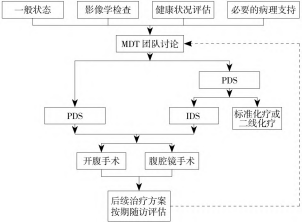 一般状态
影像学检查
健康状况评估
必要的病理支持
MDT 团队讨论
PDS
PDS
IDS
标准化疗或
二线化疗
开腹手术
腹腔镜手术
后续治疗方案
按期随访评估